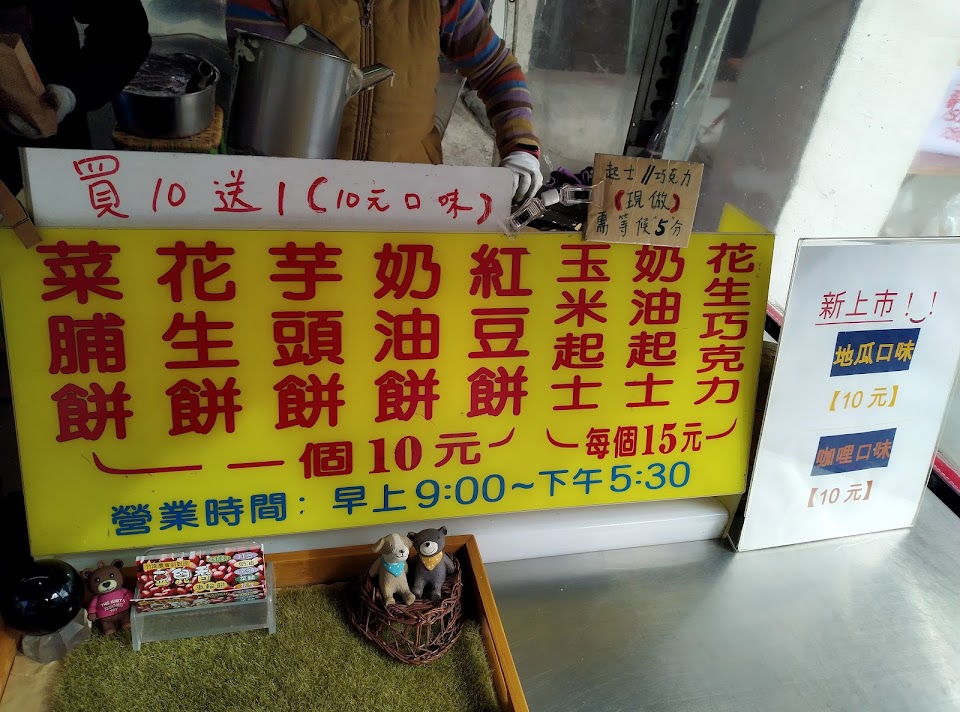 買10送1(10元口味)
起士//巧克力
(現做)
需等候5分
菜脯餅
花生餅
芋頭餅
奶油餅
紅豆餅
玉米起士
奶油起士
花生巧克力
一個10元
每個15元
營業時間：早上9:00~下午5:30
新上市!!
地瓜口味
【10元】
咖哩口味
【10元】